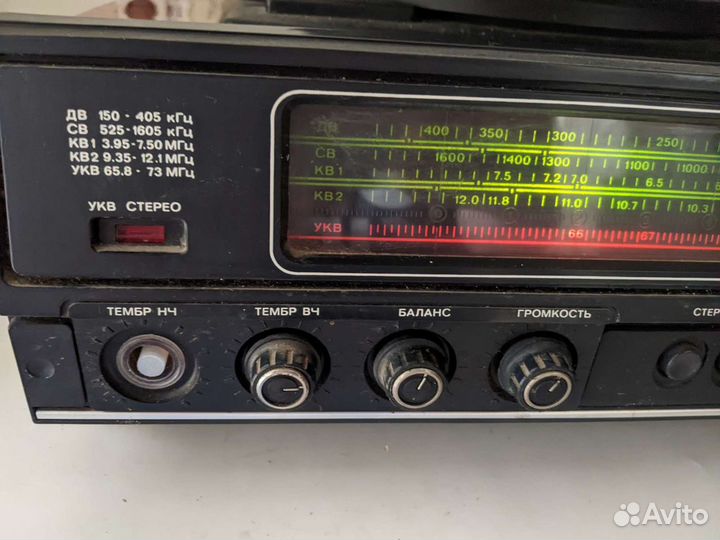 ДВ 150 - 405 кГц
СВ 525-1605 кГц
КВ1 3.95-7.50 МГц
КВ2 9.35-12.1 МГц
УКВ 65.8 - 73 МГц
УКВ СТЕРЕО
ДВ 400 350 300 250
СВ 1600 1400 1300 1100 1000
КВ1 7.5 7.2 7.0 6.5
КВ2 12.0 11.8 11.0 10.7 10.3
УКВ 66 67
ТЕМБР НЧ ТЕМБР ВЧ БАЛАНС ГРОМКОСТЬ СТЕР
Avito